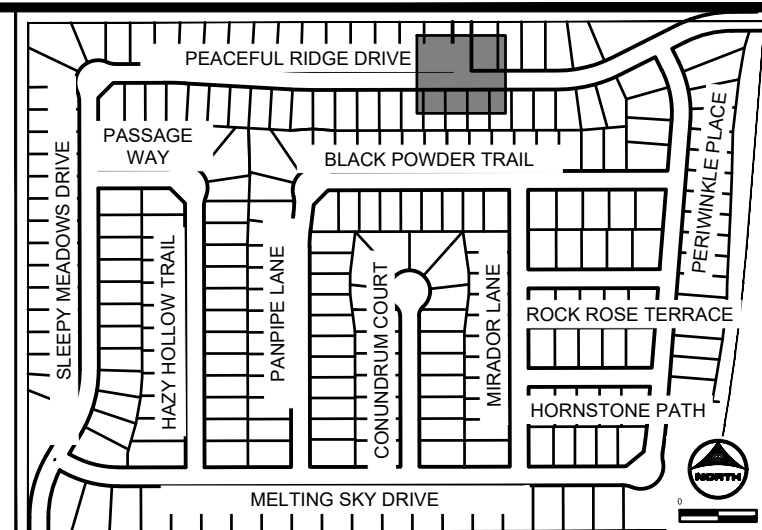 PEACEFUL RIDGE DRIVE
PASSAGE
WAY
BLACK POWDER TRAIL
SLEEPY MEADOWS DRIVE
PERIWINKLE PLACE
HAZY HOLLOW TRAIL
PANPIPE LANE
CONUNDRUM COURT
MIRADOR LANE
ROCK ROSE TERRACE
HORNSTONE PATH
MELTING SKY DRIVE
NORTH
0